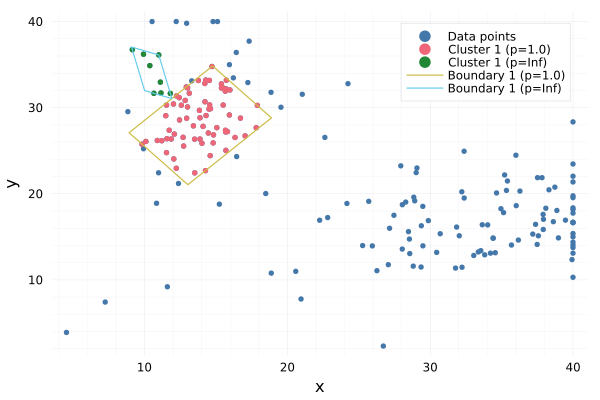 40
30
20
10
y
10
20
30
40
x
Data points
Cluster 1 (p=1.0)
Cluster 1 (p=Inf)
Boundary 1 (p=1.0)
Boundary 1 (p=Inf)